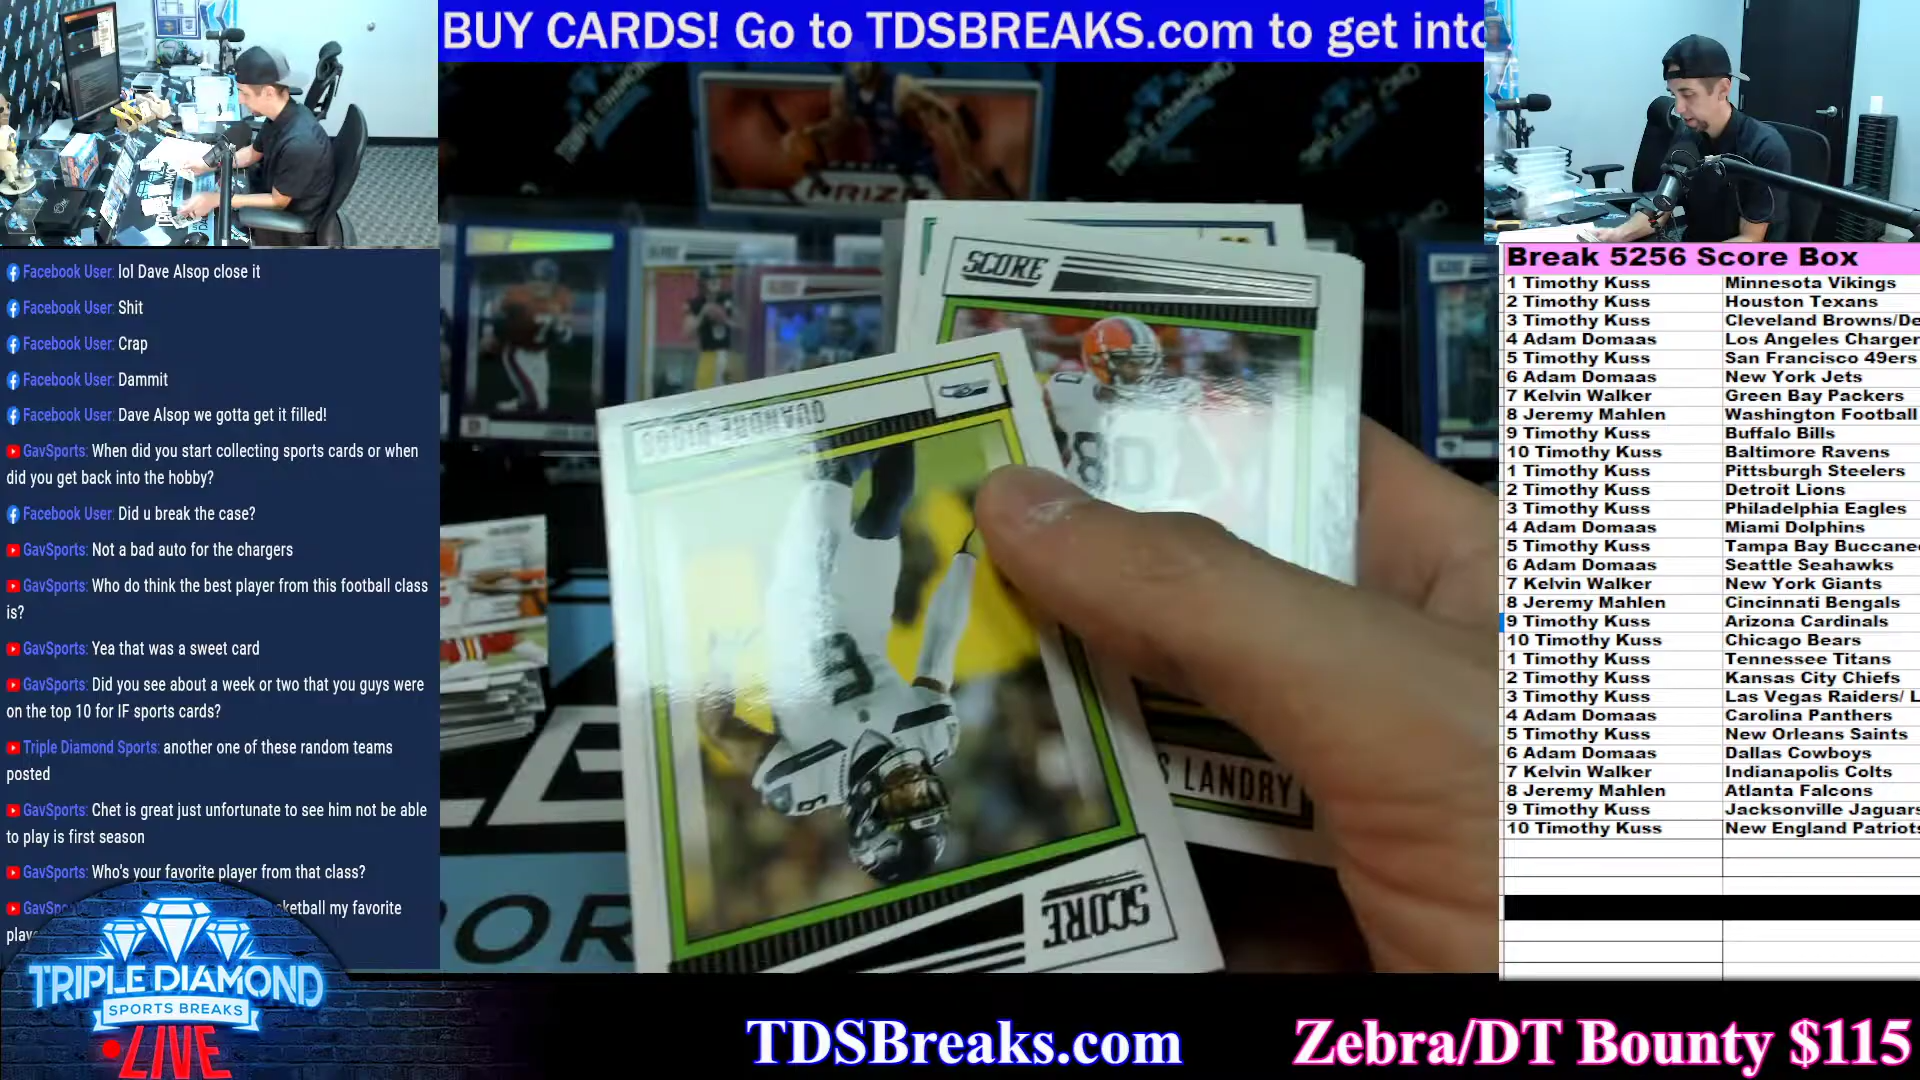 BUY CARDS! Go to TDSBREAKS.com to get into
Facebook User: lol Dave Alsop close it
Facebook User: Shit
Facebook User: Crap
Facebook User: Dammit
Facebook User: Dave Alsop we gotta get it filled!
GavSports: When did you start collecting sports cards or when
did you get back into the hobby?
Facebook User: Did u break the case?
GavSports: Not a bad auto for the chargers
GavSports: Who do think the best player from this football class
is?
GavSports: Yea that was a sweet card
GavSports: Did you see about a week or two that you guys were
on the top 10 for IF sports cards?
Triple Diamond Sports: another one of these random teams
posted
GavSports: Chet is great just unfortunate to see him not be able
to play is first season
GavSports: Who's your favorite player from that class?
my favorite
TRIPLE DIAMOND
SPORTS BREAKS
LIVE
PRIZM
SCORE
80
S LANDRY
QUANDRE DIGGS
6
SCORE
Break 5256 Score Box
1 Timothy Kuss Minnesota Vikings
2 Timothy Kuss Houston Texans
3 Timothy Kuss Cleveland Browns/De
4 Adam Domaas Los Angeles Charger
5 Timothy Kuss San Francisco 49ers
6 Adam Domaas New York Jets
7 Kelvin Walker Green Bay Packers
8 Jeremy Mahlen Washington Football
9 Timothy Kuss Buffalo Bills
10 Timothy Kuss Baltimore Ravens
1 Timothy Kuss Pittsburgh Steelers
2 Timothy Kuss Detroit Lions
3 Timothy Kuss Philadelphia Eagles
4 Adam Domaas Miami Dolphins
5 Timothy Kuss Tampa Bay Buccanee
6 Adam Domaas Seattle Seahawks
7 Kelvin Walker New York Giants
8 Jeremy Mahlen Cincinnati Bengals
9 Timothy Kuss Arizona Cardinals
10 Timothy Kuss Chicago Bears
1 Timothy Kuss Tennessee Titans
2 Timothy Kuss Kansas City Chiefs
3 Timothy Kuss Las Vegas Raiders/ L
4 Adam Domaas Carolina Panthers
5 Timothy Kuss New Orleans Saints
6 Adam Domaas Dallas Cowboys
7 Kelvin Walker Indianapolis Colts
8 Jeremy Mahlen Atlanta Falcons
9 Timothy Kuss Jacksonville Jaguars
10 Timothy Kuss New England Patriots
TDSBreaks.com
Zebra/DT Bounty $115